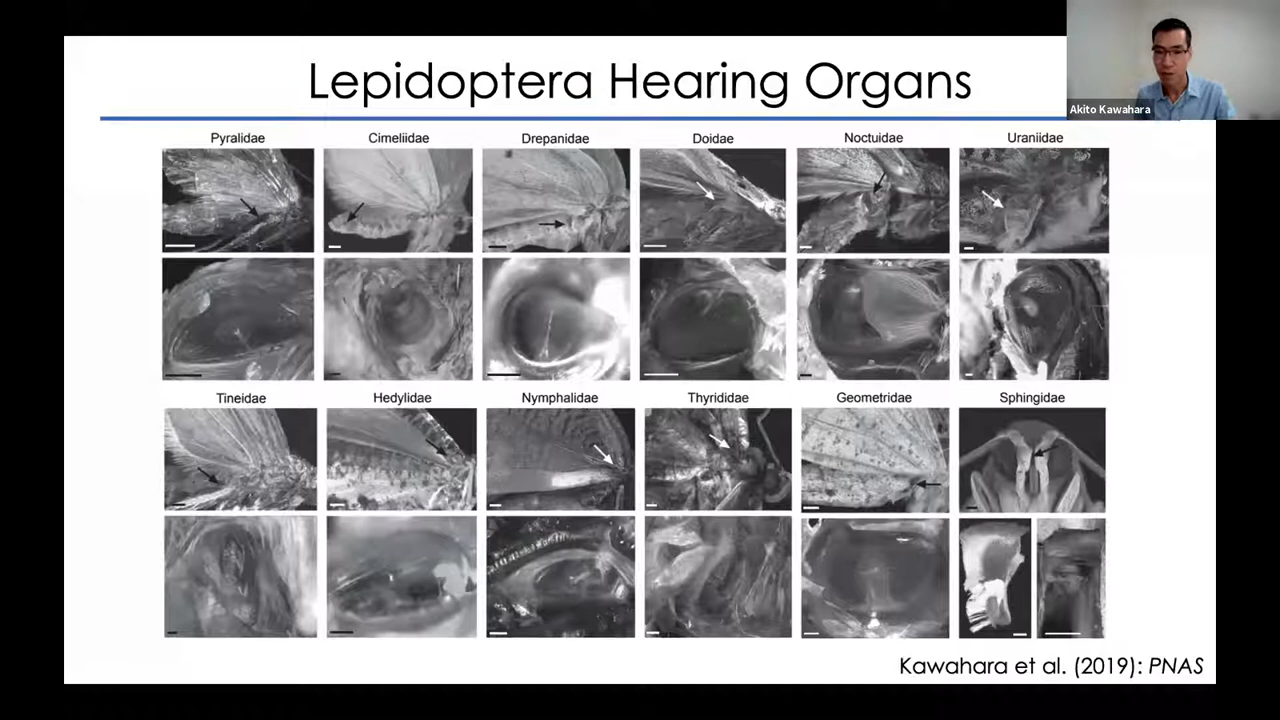 Lepidoptera Hearing Organs
Akito Kawahara
Pyralidae Cimeliidae Drepanidae Doidae Noctuidae Uraniidae
Tineidae Hedylidae Nymphalidae Thyrididae Geometridae Sphingidae
Kawahara et al. (2019): PNAS